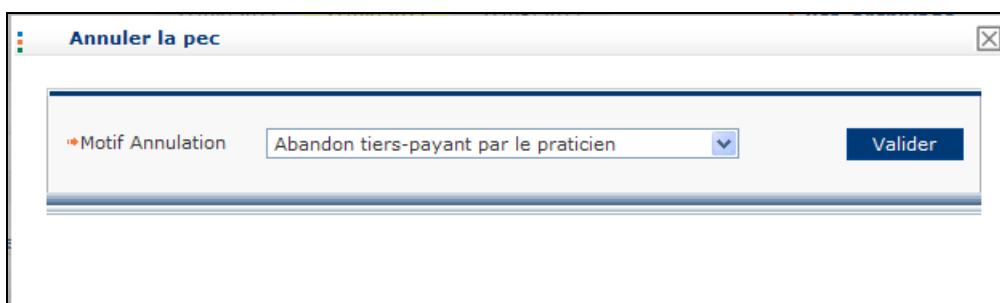 Annuler la pec
Motif Annulation
Abandon tiers-payant par le praticien
Valider